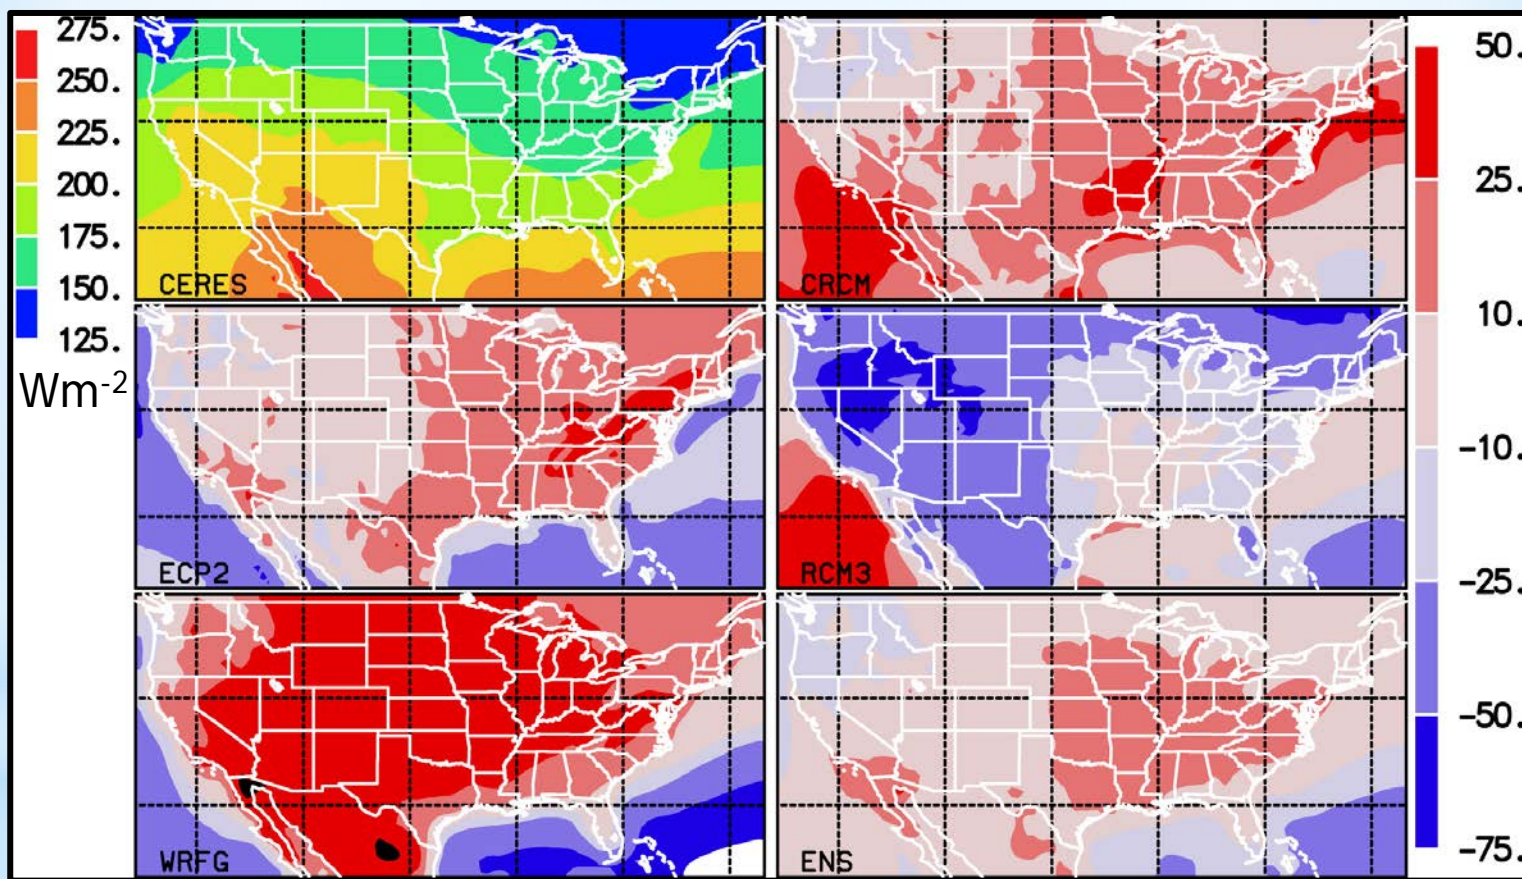 275.
250.
225.
200.
175.
150.
125.
Wm-2
CERES
CRCM
ECP2
RCM3
WRFG
ENS
50.
25.
10.
-10.
-25.
-50.
-75.